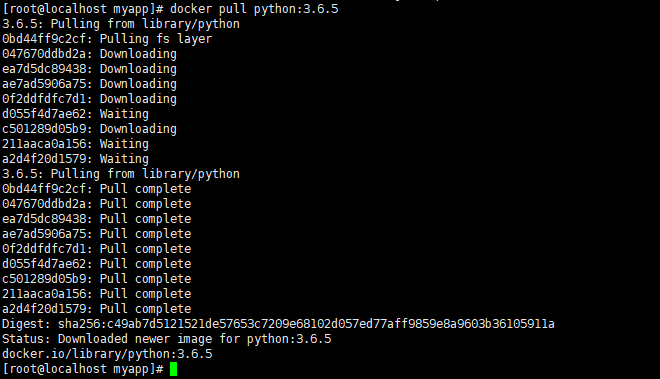 [root@localhost myapp]# docker pull python:3.6.5
3.6.5: Pulling from library/python
0bd44ff9c2cf: Pulling fs layer
047670ddbd2a: Downloading
ea7d5dc89438: Downloading
ae7ad5906a75: Downloading
0f2ddfdfc7d1: Downloading
d055f4d7ae62: Waiting
c501289d05b9: Downloading
211aaca0a156: Waiting
a2d4f20d1579: Waiting
3.6.5: Pulling from library/python
0bd44ff9c2cf: Pull complete
047670ddbd2a: Pull complete
ea7d5dc89438: Pull complete
ae7ad5906a75: Pull complete
0f2ddfdfc7d1: Pull complete
d055f4d7ae62: Pull complete
c501289d05b9: Pull complete
211aaca0a156: Pull complete
a2d4f20d1579: Pull complete
Digest: sha256:c49ab7d5121521de57653c7209e68102d057ed77aff9859e8a9603b36105911a
Status: Downloaded newer image for python:3.6.5
docker.io/library/python:3.6.5
[root@localhost myapp]#